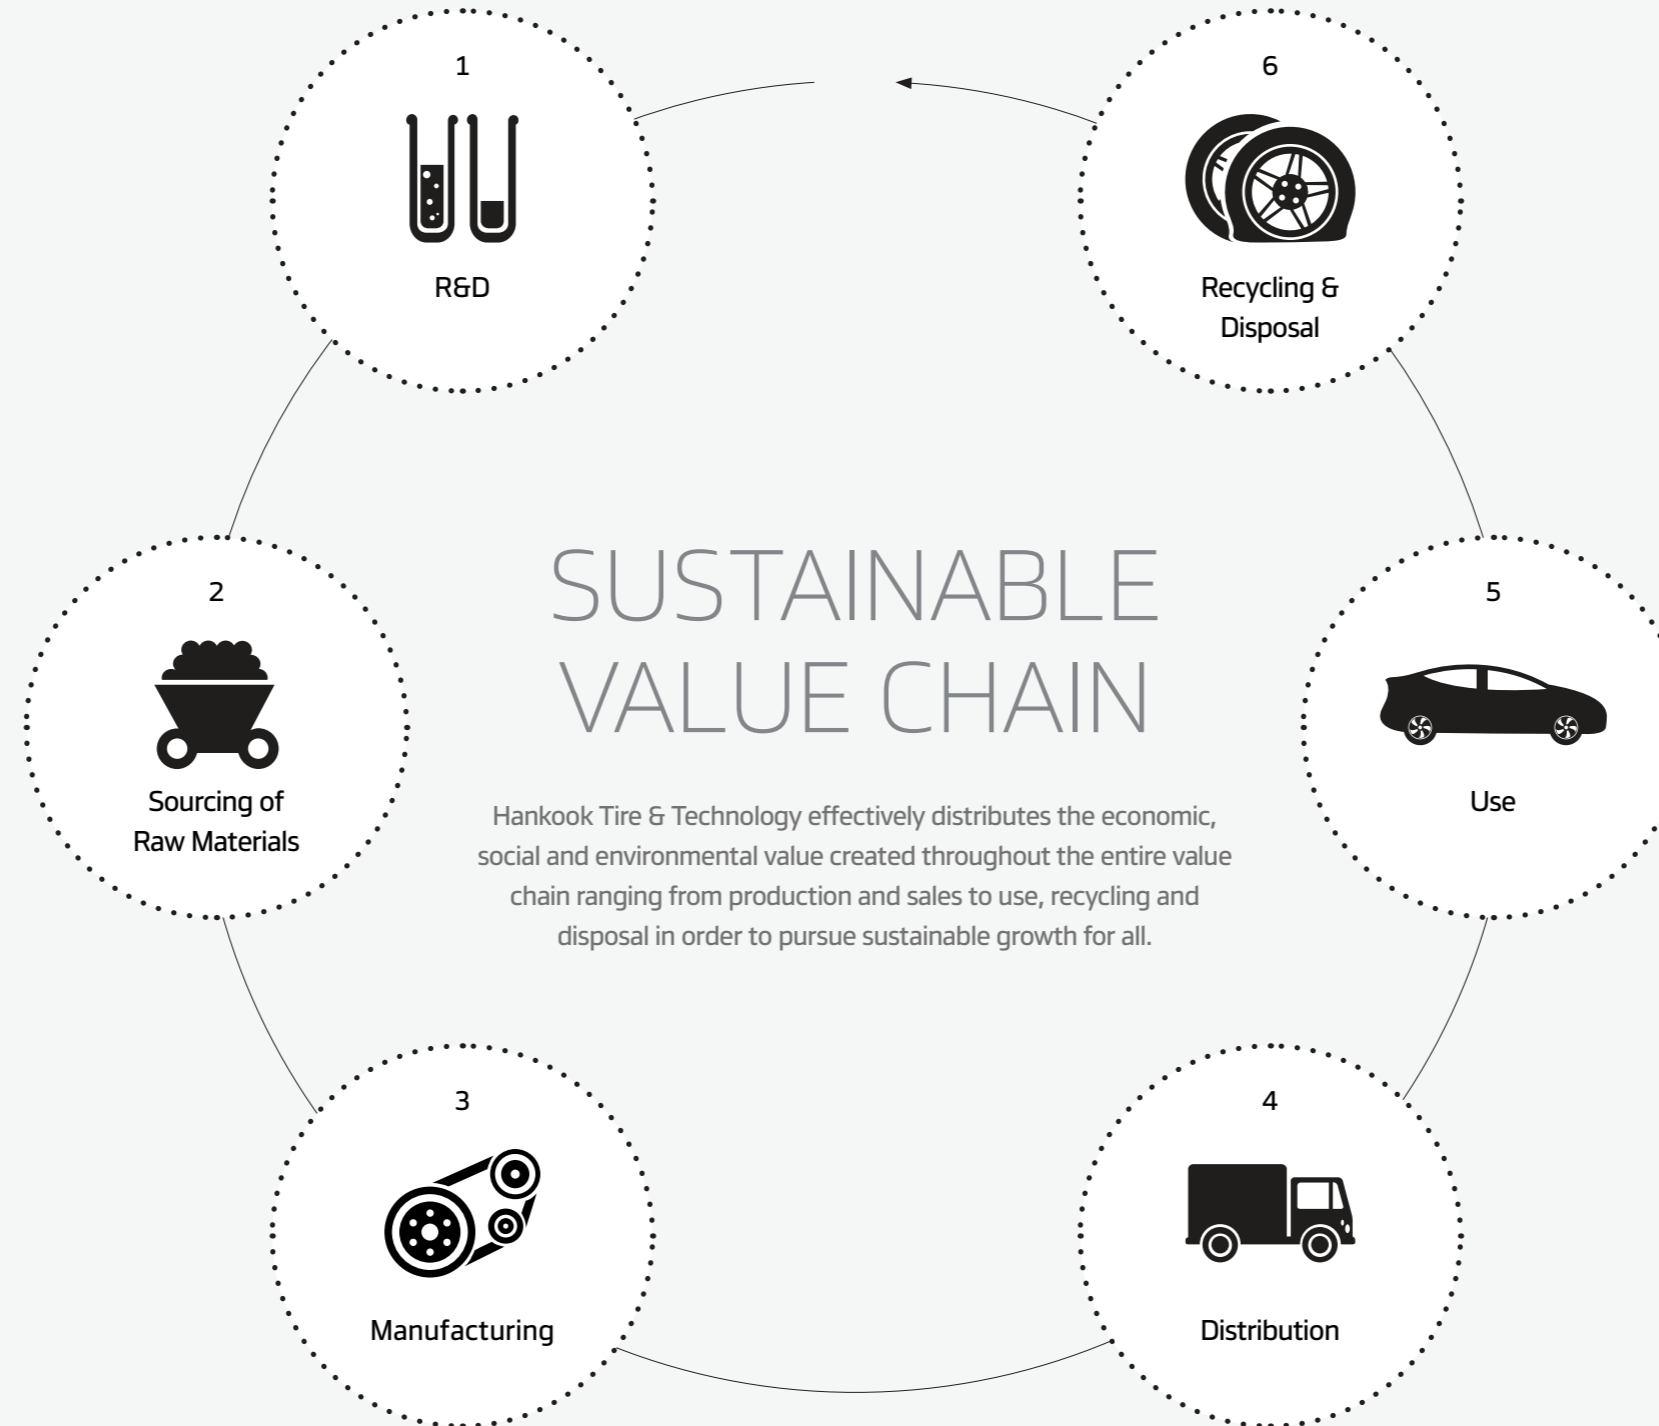 1
R&D
2
Sourcing of
Raw Materials
3
Manufacturing
4
Distribution
5
Use
6
Recycling &
Disposal
SUSTAINABLE
VALUE CHAIN
Hankook Tire & Technology effectively distributes the economic,
social and environmental value created throughout the entire value
chain ranging from production and sales to use, recycling and
disposal in order to pursue sustainable growth for all.